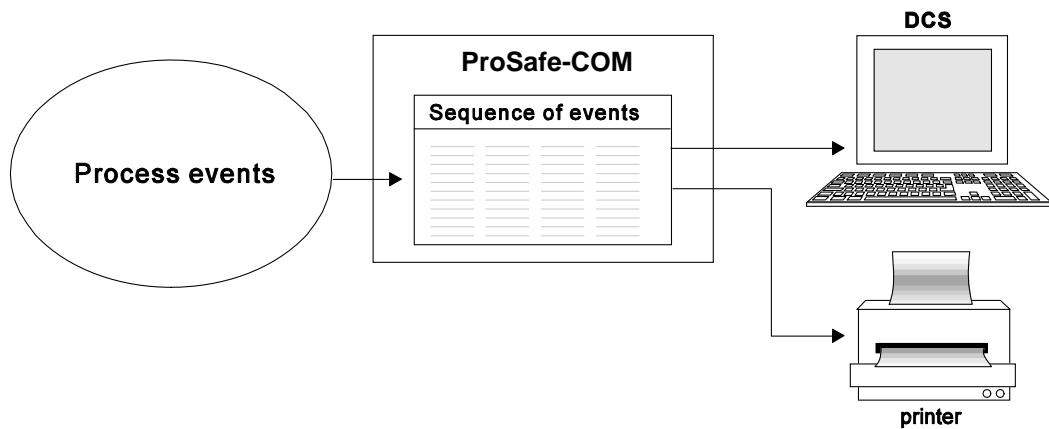 DCS
ProSafe-COM
Sequence of events
Process events
printer